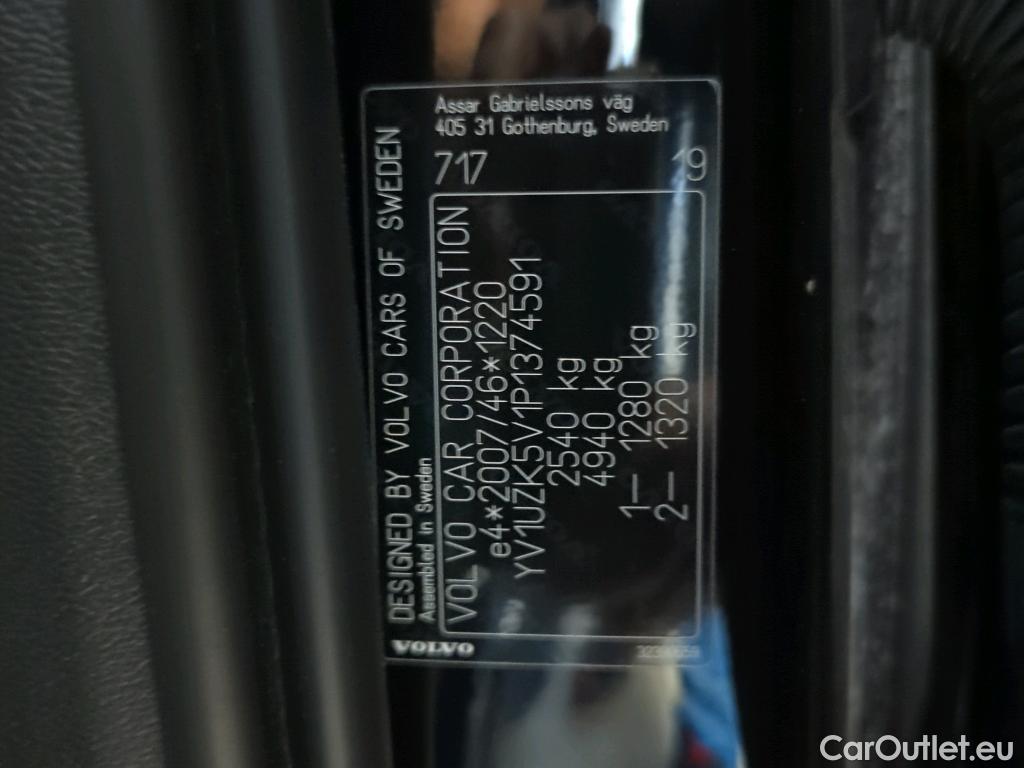 DESIGNED BY VOLVO CARS OF SWEDEN
Assembled in Sweden
VOLVO
Assar Gabrielssons väg
405 31 Gothenburg, Sweden
717
19
VOLVO CAR CORPORATION
e4*2007/46*1220
YV1UZK5V1P1374591
2540 kg
4940 kg
1— 1280 kg
2— 1320 kg
CarOutlet.eu